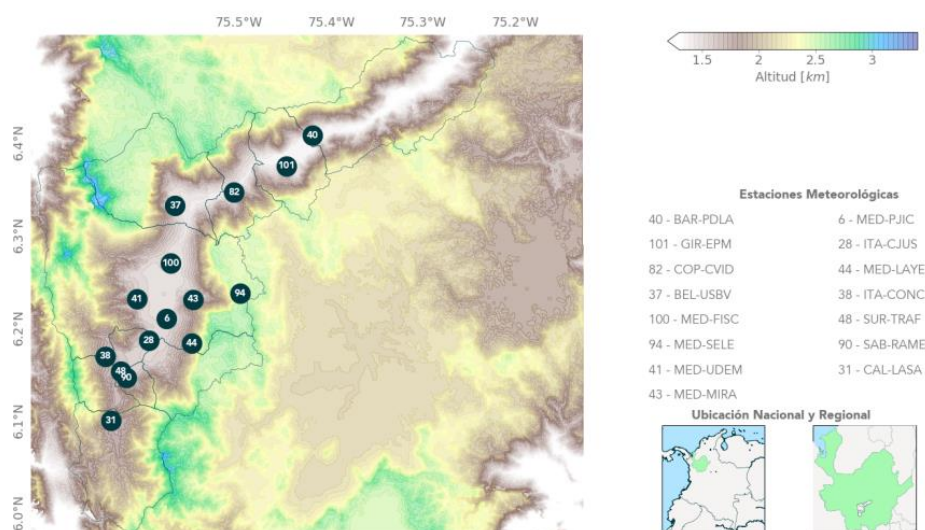 75.5°W 75.4°W 75.3°W 75.2°W
6.4°N
6.3°N
6.2°N
6.1°N
6.0°N
40
101
82
37
100
94
41
43
6
28
44
38
48
90
31
1.5 2 2.5 3
Altitud [km]
Estaciones Meteorológicas
40 - BAR-PDLA 6 - MED-PJIC
101 - GIR-EPM 28 - ITA-CJUS
82 - COP-CVID 44 - MED-LAYE
37 - BEL-USBV 38 - ITA-CONC
100 - MED-FISC 48 - SUR-TRAF
94 - MED-SELE 90 - SAB-RAME
41 - MED-UDEM 31 - CAL-LASA
43 - MED-MIRA
Ubicación Nacional y Regional